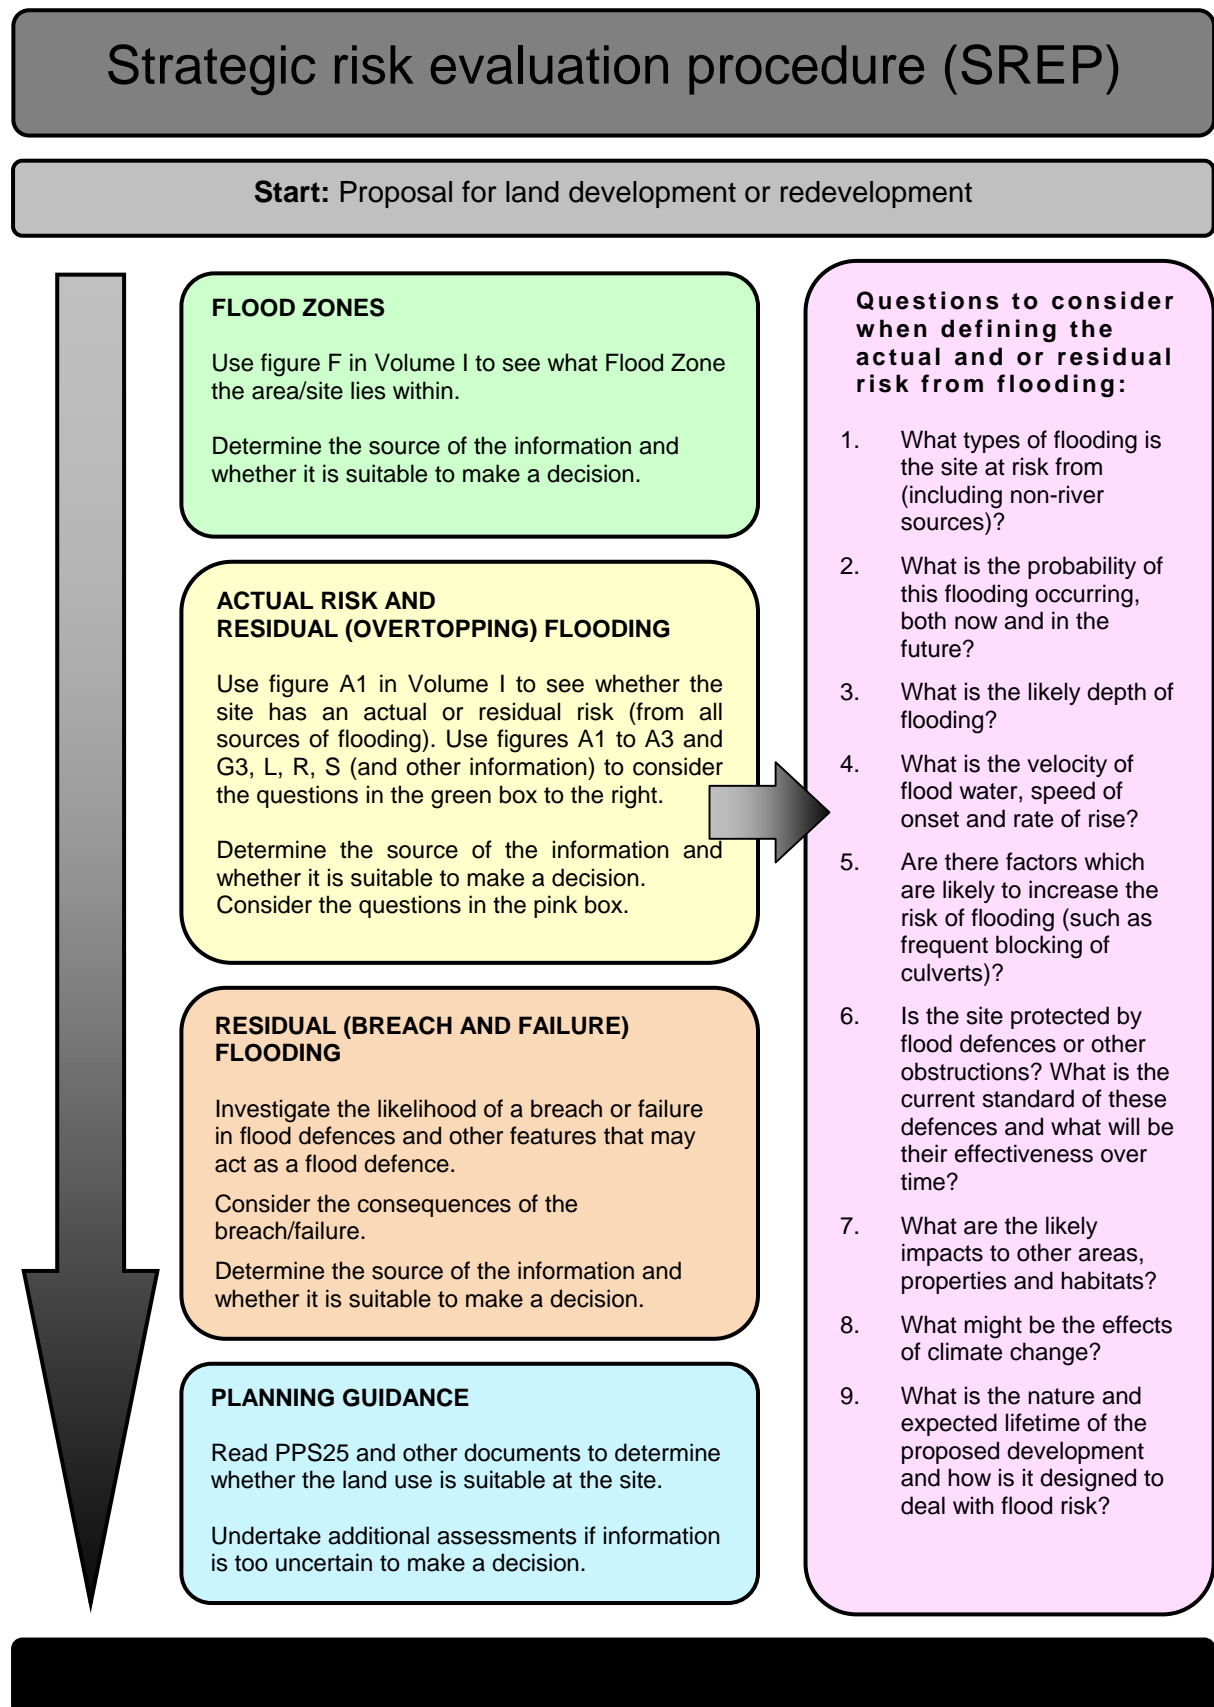 Strategic risk evaluation procedure (SREP)
Start: Proposal for land development or redevelopment
FLOOD ZONES
Use figure F in Volume I to see what Flood Zone
the area/site lies within.
Determine the source of the information and
whether it is suitable to make a decision.
ACTUAL RISK AND
RESIDUAL (OVERTOPPING) FLOODING
Use figure A1 in Volume I to see whether the
site has an actual or residual risk (from all
sources of flooding). Use figures A1 to A3 and
G3, L, R, S (and other information) to consider
the questions in the green box to the right.
Determine the source of the information and
whether it is suitable to make a decision.
Consider the questions in the pink box.
RESIDUAL (BREACH AND FAILURE)
FLOODING
Investigate the likelihood of a breach or failure
in flood defences and other features that may
act as a flood defence.
Consider the consequences of the
breach/failure.
Determine the source of the information and
whether it is suitable to make a decision.
PLANNING GUIDANCE
Read PPS25 and other documents to determine
whether the land use is suitable at the site.
Undertake additional assessments if information
is too uncertain to make a decision.
Questions to consider
when defining the
actual and or residual
risk from flooding:
1. What types of flooding is
the site at risk from
(including non-river
sources)?
2. What is the probability of
this flooding occurring,
both now and in the
future?
3. What is the likely depth of
flooding?
4. What is the velocity of
flood water, speed of
onset and rate of rise?
5. Are there factors which
are likely to increase the
risk of flooding (such as
frequent blocking of
culverts)?
6. Is the site protected by
flood defences or other
obstructions? What is the
current standard of these
defences and what will be
their effectiveness over
time?
7. What are the likely
impacts to other areas,
properties and habitats?
8. What might be the effects
of climate change?
9. What is the nature and
expected lifetime of the
proposed development
and how is it designed to
deal with flood risk?